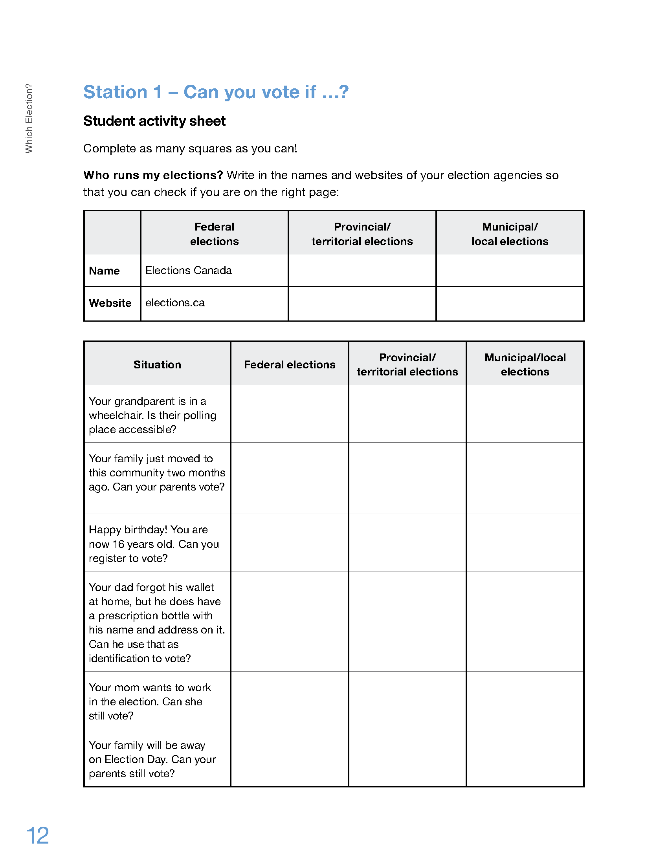 Which Election?
Station 1 – Can you vote if …?
Student activity sheet
Complete as many squares as you can!
Who runs my elections? Write in the names and websites of your election agencies so
that you can check if you are on the right page:
Federal
elections
Provincial/
territorial elections
Municipal/
local elections
Name
Elections Canada
Website
elections.ca
Situation
Federal elections
Provincial/
territorial elections
Municipal/local
elections
Your grandparent is in a
wheelchair. Is their polling
place accessible?
Your family just moved to
this community two months
ago. Can your parents vote?
Happy birthday! You are
now 16 years old. Can you
register to vote?
Your dad forgot his wallet
at home, but he does have
a prescription bottle with
his name and address on it.
Can he use that as
identification to vote?
Your mom wants to work
in the election. Can she
still vote?
Your family will be away
on Election Day. Can your
parents still vote?
12